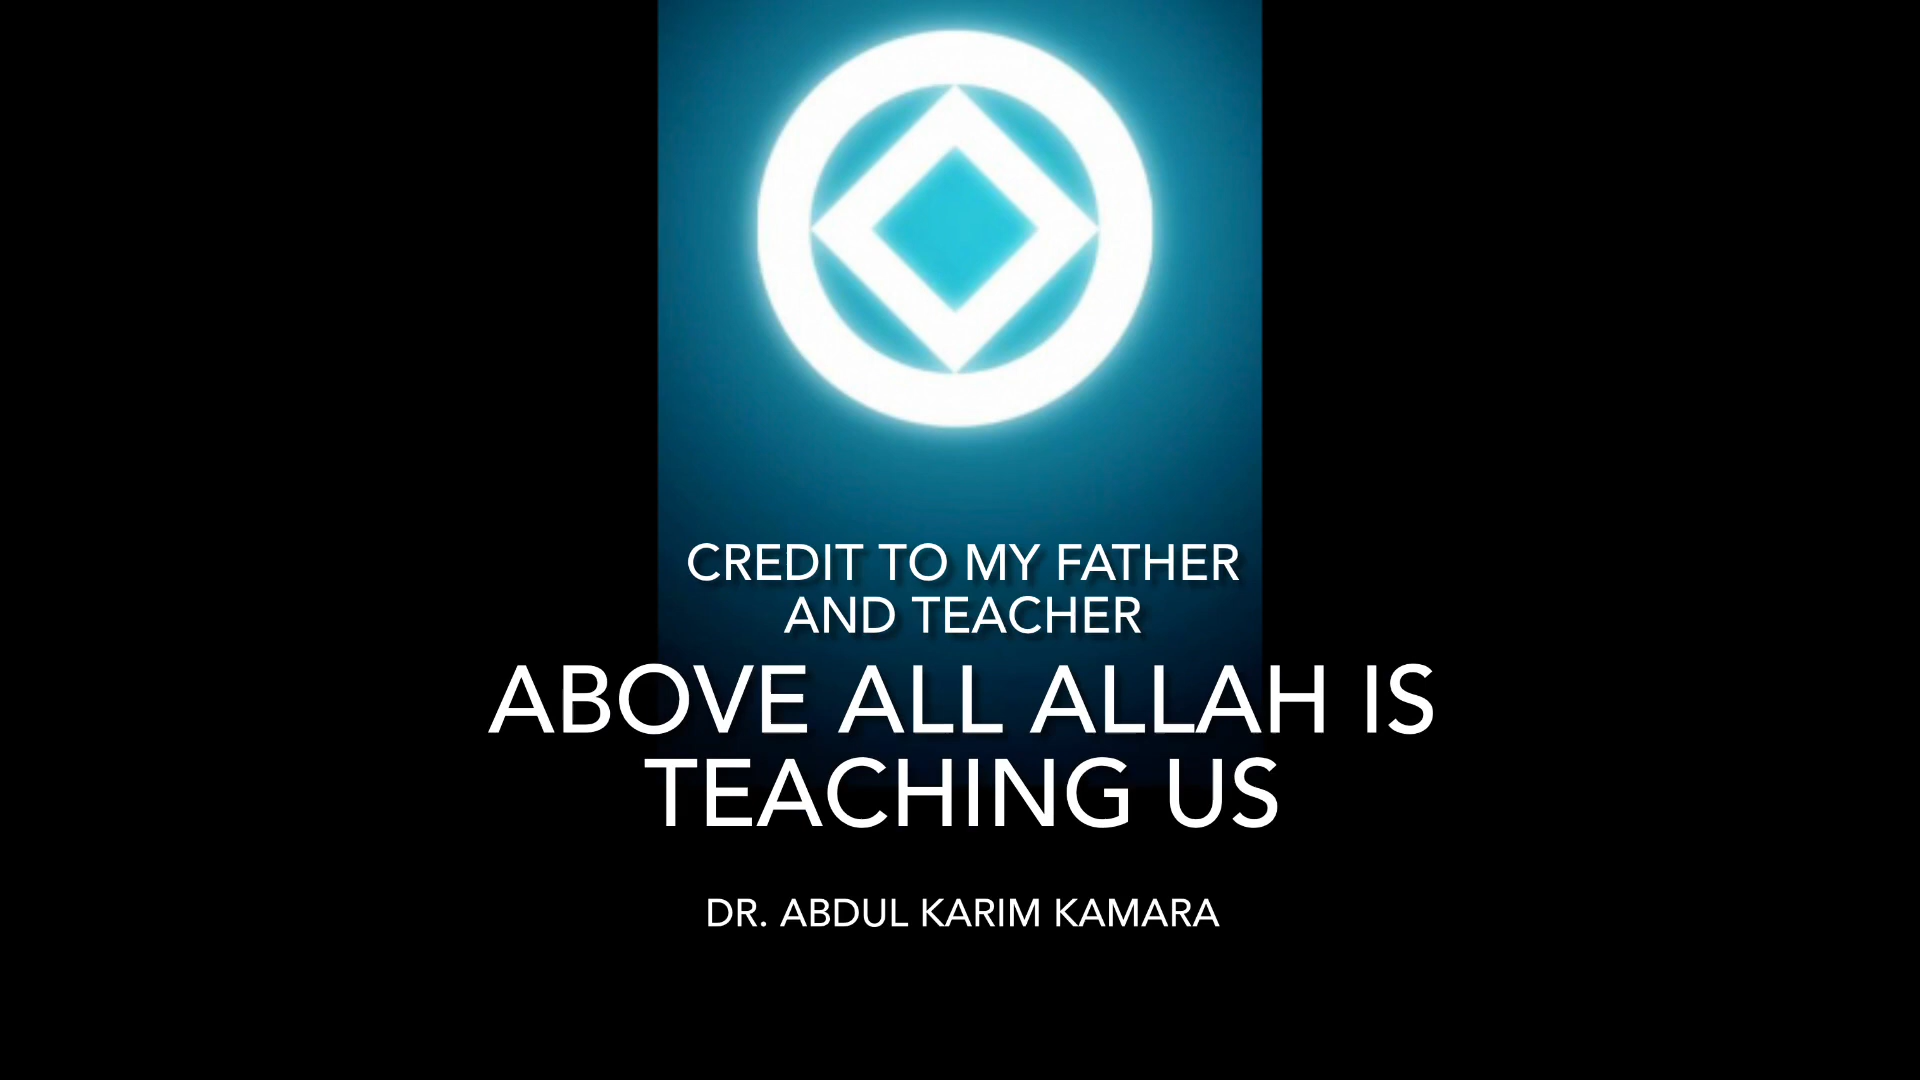 CREDIT TO MY FATHER
AND TEACHER
ABOVE ALL ALLAH IS
TEACHING US
DR. ABDUL KARIM KAMARA